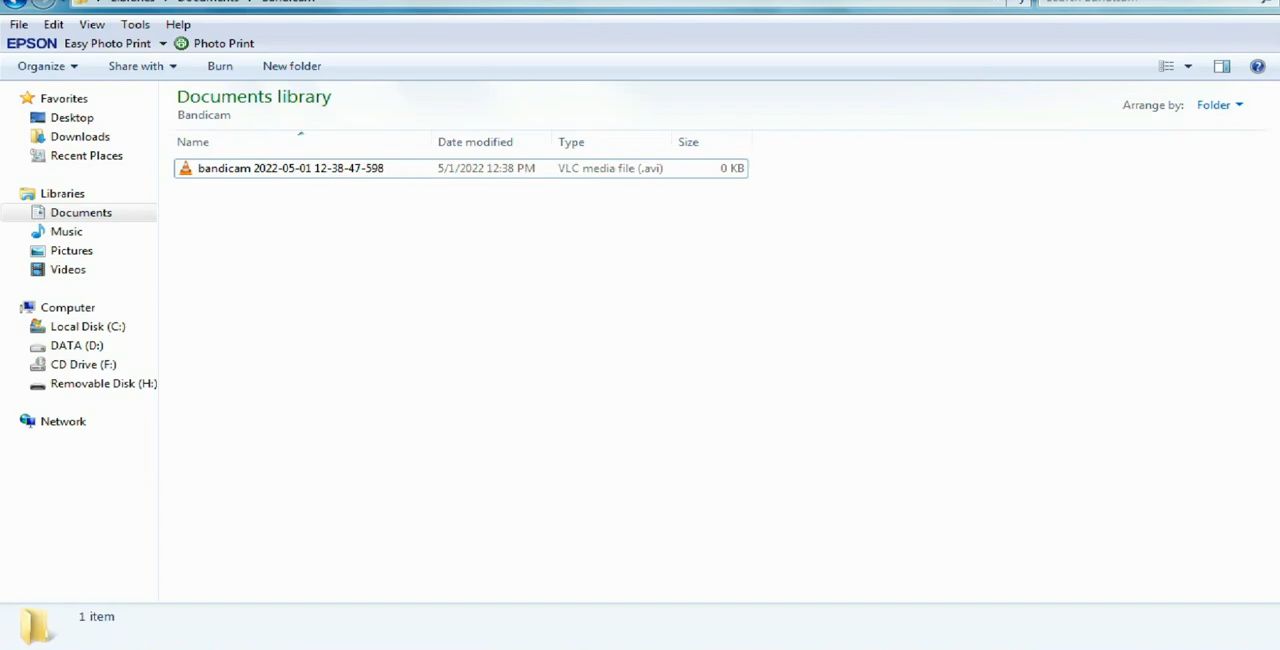 File Edit View Tools Help
EPSON Easy Photo Print Photo Print
Organize Share with Burn New folder
Favorites
Desktop
Downloads
Recent Places
Libraries
Documents
Music
Pictures
Videos
Computer
Local Disk (C:)
DATA (D:)
CD Drive (F:)
Removable Disk (H:)
Network
Documents library
Bandicam
Arrange by: Folder
Name Date modified Type Size
bandicam 2022-05-01 12-38-47-598 5/1/2022 12:38 PM VLC media file (.avi) 0 KB
1 item